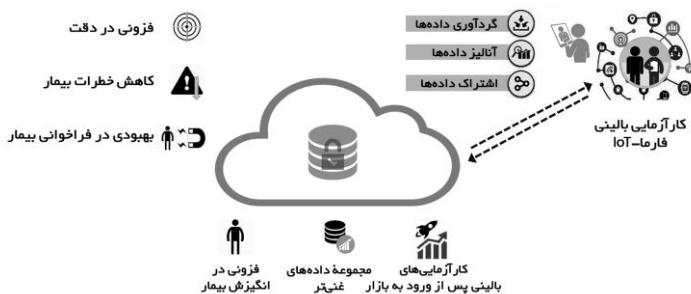 گردآوری داده‌ها
آنالیز داده‌ها
اشتراک داده‌ها
کارآزمایی بالینی
فارما-IoT
فزونی در دقت
کاهش خطرات بیمار
بهبودی در فراخوانی بیمار
کارآزمایی‌های
بالینی پس از ورود به بازار
مجموعهٔ داده‌های
غنی‌تر
فزونی در
انگیزش بیمار